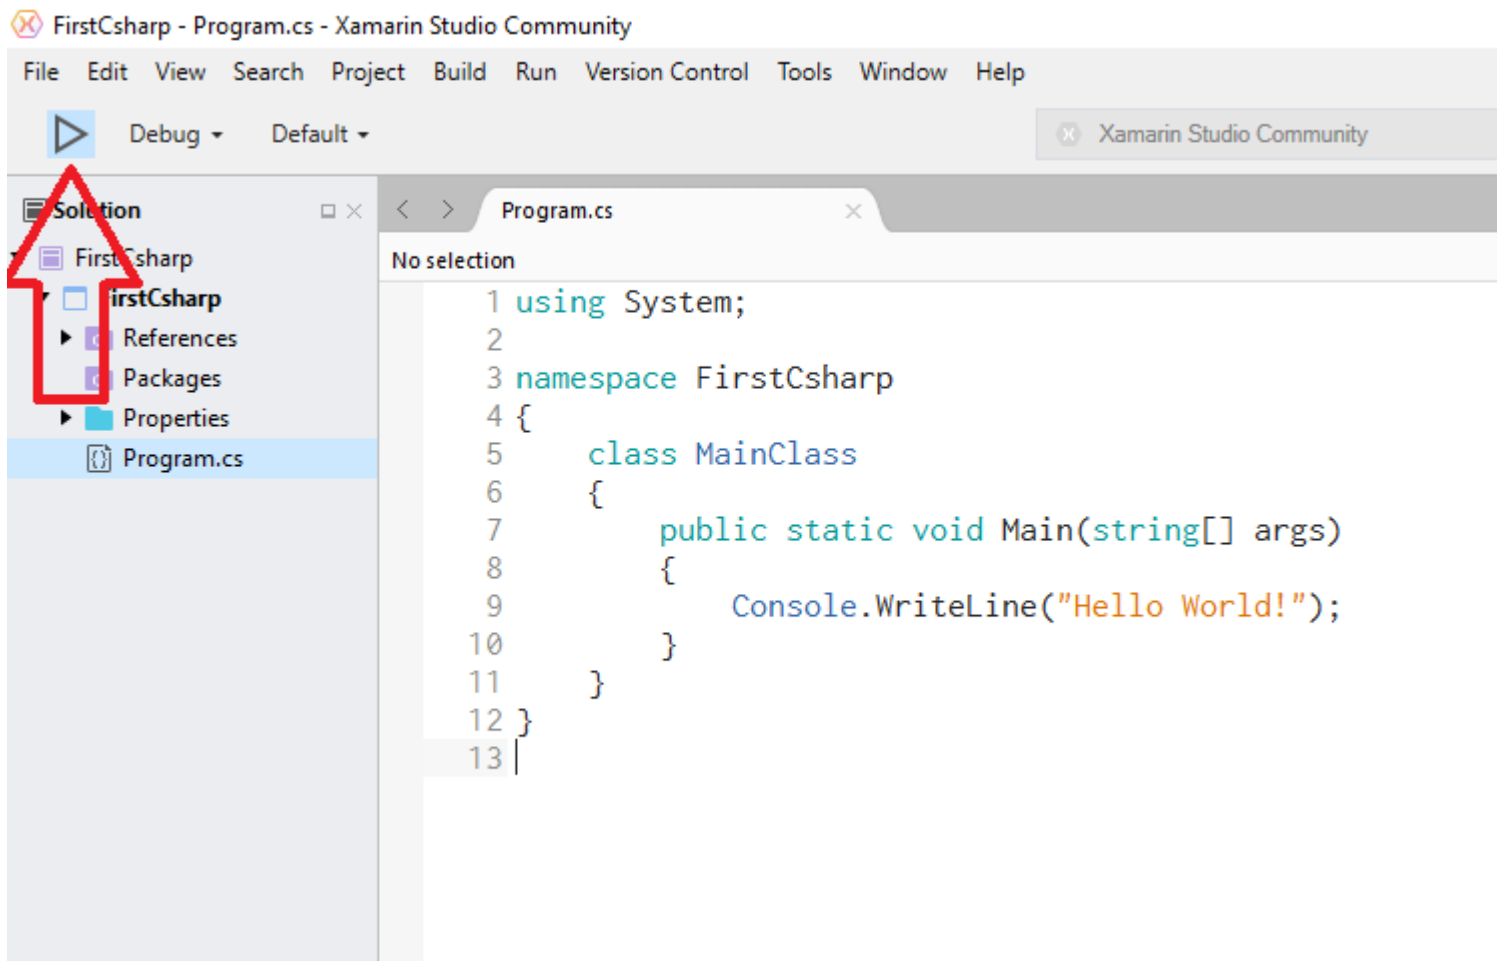 FirstCsharp - Program.cs - Xamarin Studio Community
File Edit View Search Project Build Run Version Control Tools Window Help
Debug Default
Xamarin Studio Community
Solution
FirstCsharp
FirstCsharp
References
Packages
Properties
Program.cs
Program.cs
No selection
1 using System;
2
3 namespace FirstCsharp
4 {
5     class MainClass
6     {
7         public static void Main(string[] args)
8         {
9             Console.WriteLine("Hello World!");
10         }
11     }
12 }
13